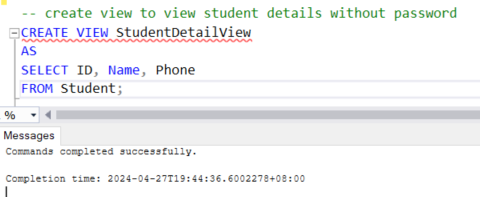 -- create view to view student details without password
CREATE VIEW StudentDetailView
AS
SELECT ID, Name, Phone
FROM Student;
%
Messages
Commands completed successfully.
Completion time: 2024-04-27T19:44:36.6002278+08:00